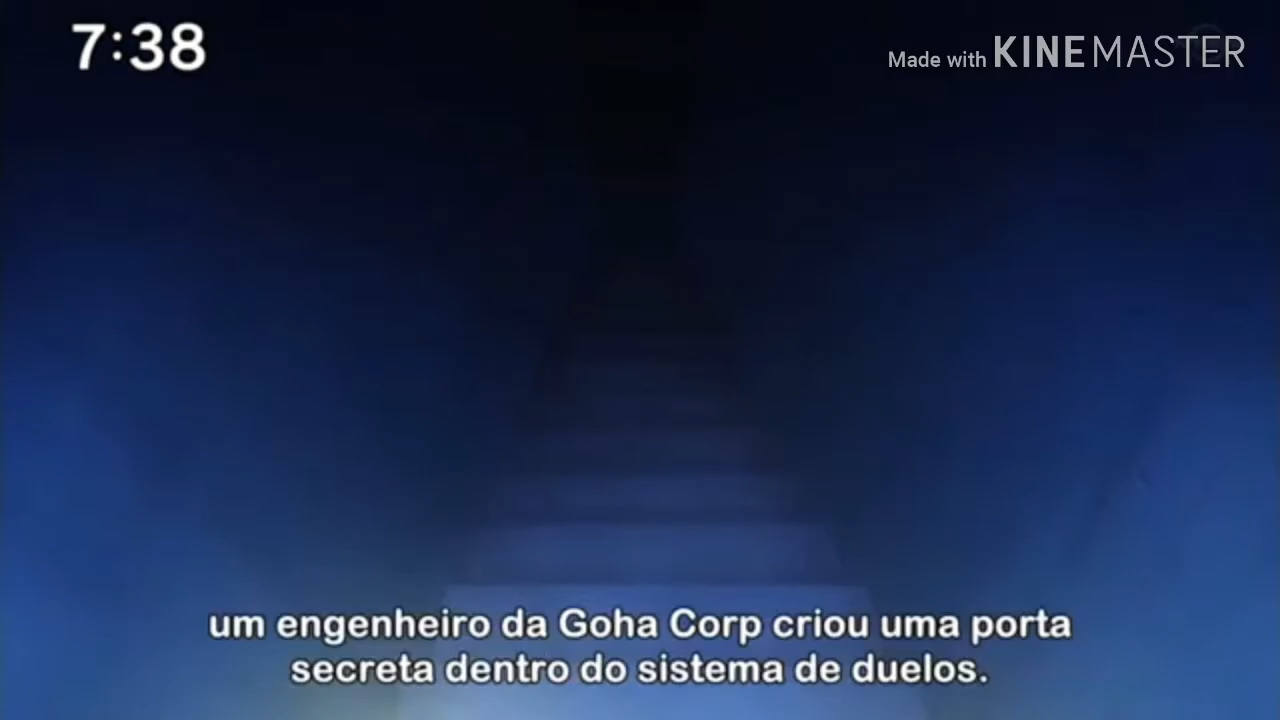 7:38
Made with KINEMASTER
um engenheiro da Goha Corp criou uma porta
secreta dentro do sistema de duelos.